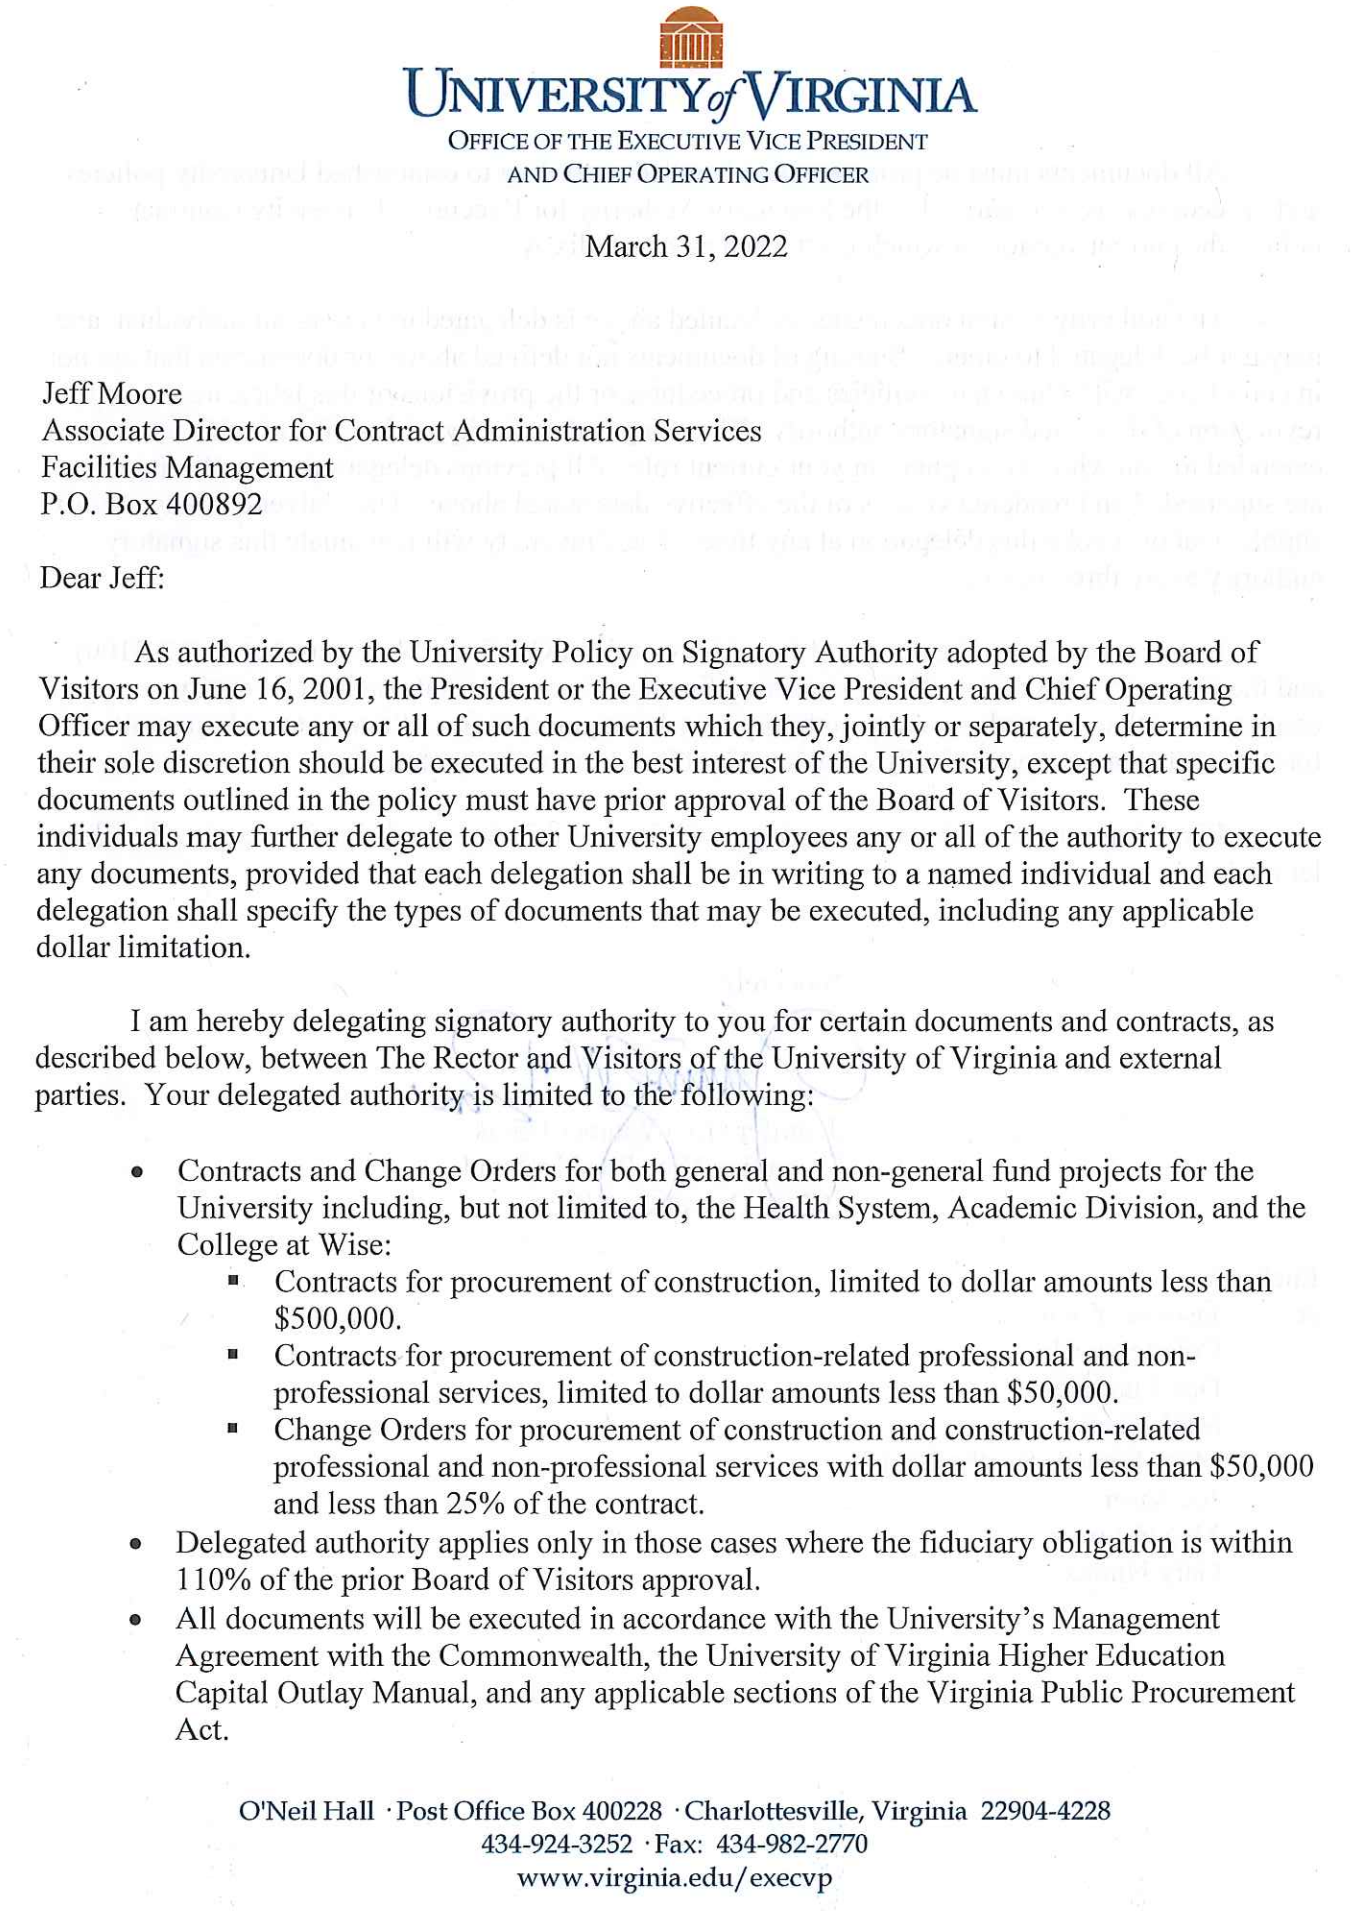 UNIVERSITY of VIRGINIA
OFFICE OF THE EXECUTIVE VICE PRESIDENT
AND CHIEF OPERATING OFFICER
March 31, 2022
Jeff Moore
Associate Director for Contract Administration Services
Facilities Management
P.O. Box 400892
Dear Jeff:
As authorized by the University Policy on Signatory Authority adopted by the Board of
Visitors on June 16, 2001, the President or the Executive Vice President and Chief Operating
Officer may execute any or all of such documents which they, jointly or separately, determine in
their sole discretion should be executed in the best interest of the University, except that specific
documents outlined in the policy must have prior approval of the Board of Visitors. These
individuals may further delegate to other University employees any or all of the authority to execute
any documents, provided that each delegation shall be in writing to a named individual and each
delegation shall specify the types of documents that may be executed, including any applicable
dollar limitation.
I am hereby delegating signatory authority to you for certain documents and contracts, as
described below, between The Rector and Visitors of the University of Virginia and external
parties. Your delegated authority is limited to the following:
• Contracts and Change Orders for both general and non-general fund projects for the
University including, but not limited to, the Health System, Academic Division, and the
College at Wise:
▪ Contracts for procurement of construction, limited to dollar amounts less than
$500,000.
▪ Contracts for procurement of construction-related professional and non-
professional services, limited to dollar amounts less than $50,000.
▪ Change Orders for procurement of construction and construction-related
professional and non-professional services with dollar amounts less than $50,000
and less than 25% of the contract.
• Delegated authority applies only in those cases where the fiduciary obligation is within
110% of the prior Board of Visitors approval.
• All documents will be executed in accordance with the University's Management
Agreement with the Commonwealth, the University of Virginia Higher Education
Capital Outlay Manual, and any applicable sections of the Virginia Public Procurement
Act.
O'Neil Hall · Post Office Box 400228 · Charlottesville, Virginia 22904-4228
434-924-3252 · Fax: 434-982-2770
www.virginia.edu/execvp